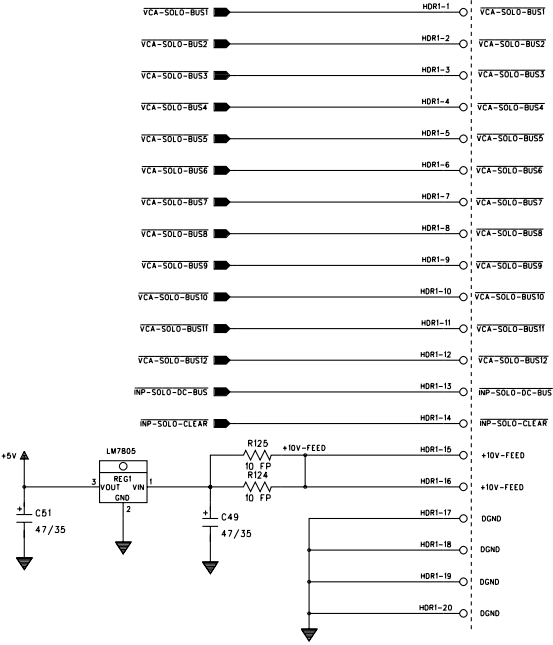 VCA-SOLO-BUS1 HDR1-1 VCA-SOLO-BUS1
VCA-SOLO-BUS2 HDR1-2 VCA-SOLO-BUS2
VCA-SOLO-BUS3 HDR1-3 VCA-SOLO-BUS3
VCA-SOLO-BUS4 HDR1-4 VCA-SOLO-BUS4
VCA-SOLO-BUS5 HDR1-5 VCA-SOLO-BUS5
VCA-SOLO-BUS6 HDR1-6 VCA-SOLO-BUS6
VCA-SOLO-BUS7 HDR1-7 VCA-SOLO-BUS7
VCA-SOLO-BUS8 HDR1-8 VCA-SOLO-BUS8
VCA-SOLO-BUS9 HDR1-9 VCA-SOLO-BUS9
VCA-SOLO-BUS10 HDR1-10 VCA-SOLO-BUS10
VCA-SOLO-BUS11 HDR1-11 VCA-SOLO-BUS11
VCA-SOLO-BUS12 HDR1-12 VCA-SOLO-BUS12
INP-SOLO-DC-BUS HDR1-13 INP-SOLO-DC-BUS
INP-SOLO-CLEAR HDR1-14 INP-SOLO-CLEAR
R125 +10V-FEED HDR1-15 +10V-FEED
+5V LM7805 10 FP
R124 HDR1-16 +10V-FEED
3 VOUT REG1 VIN 1 10 FP
GND
2
+ C51 + C49 HDR1-17 DGND
47/35 47/35
HDR1-18 DGND
HDR1-19 DGND
HDR1-20 DGND